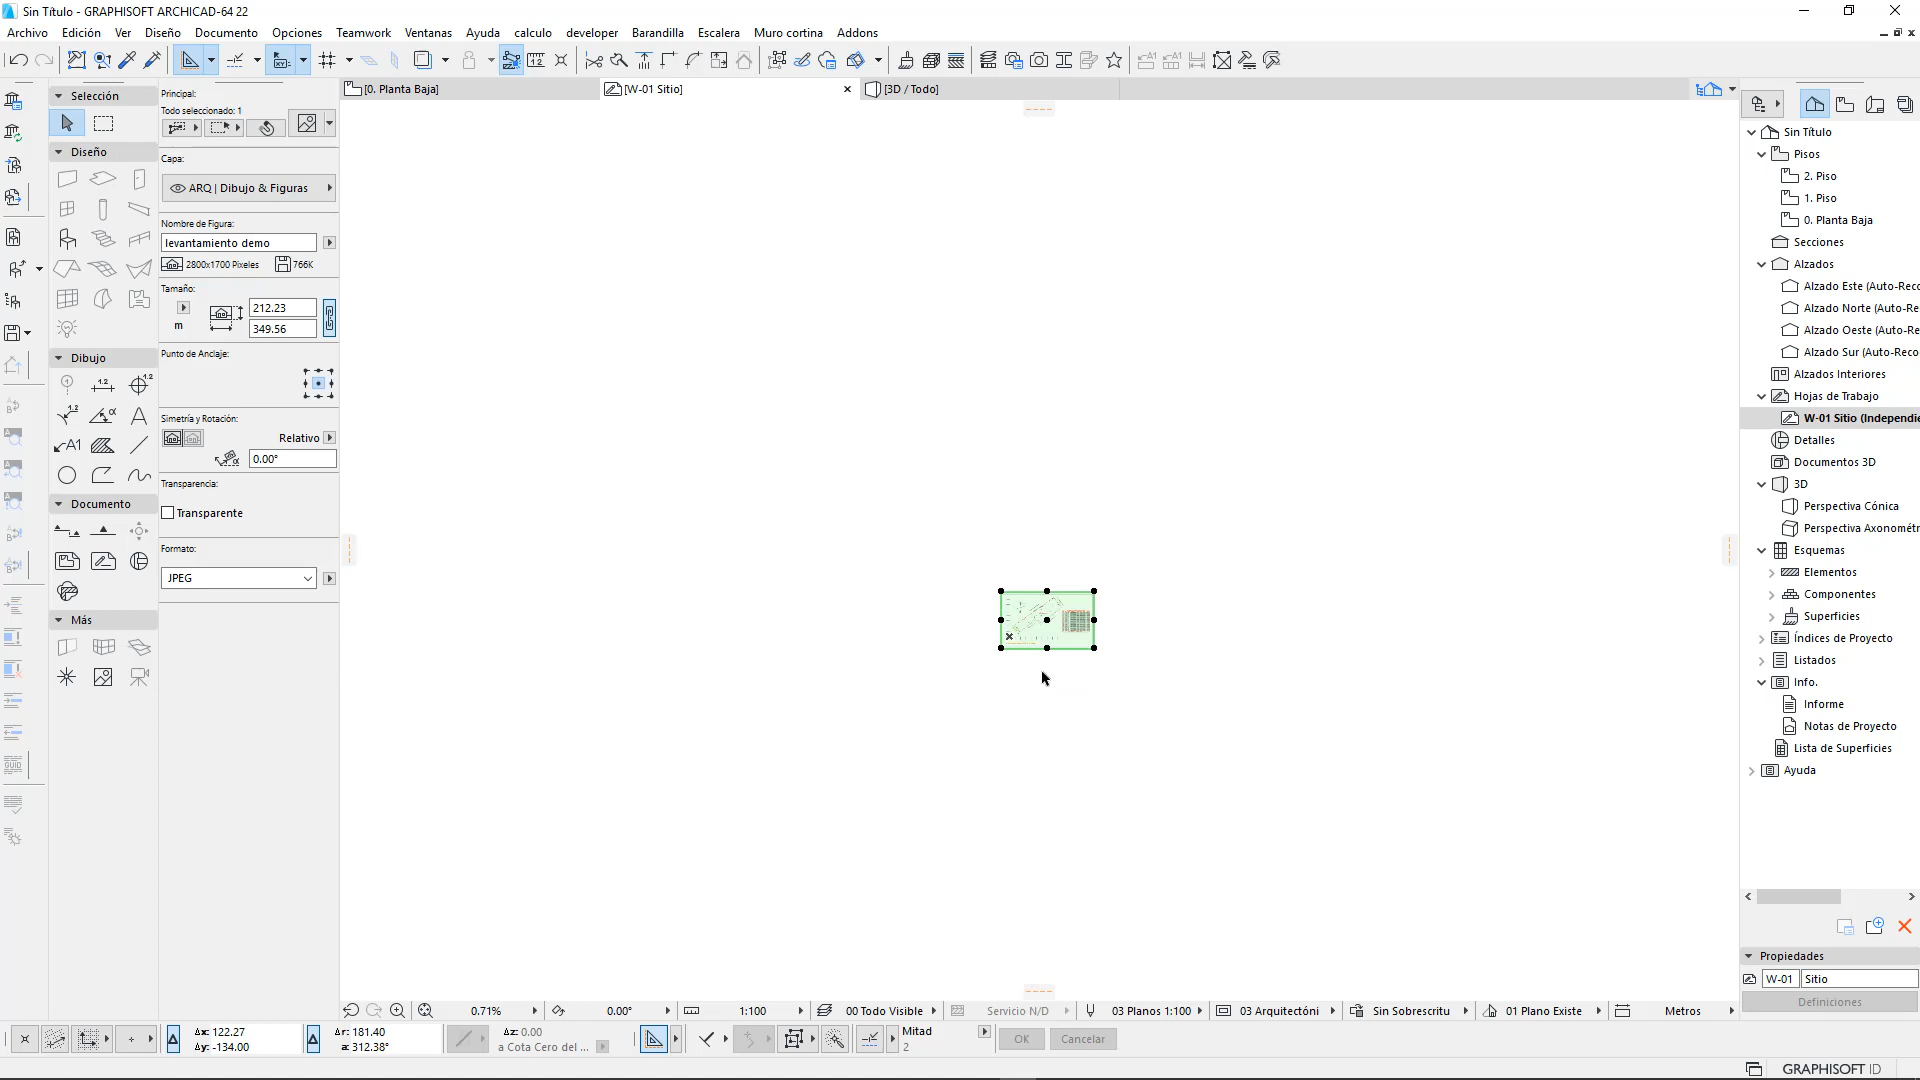 Sin Título - GRAPHISOFT ARCHICAD-64 22
Archivo Edición Ver Diseño Documento Opciones Teamwork Ventanas Ayuda calculo developer Barandilla Escalera Muro cortina Addons
[0. Planta Baja] [W-01 Sitio] [3D / Todo]
Selección
Diseño
Dibujo
1.2 1.2
1.2 A
A1
Documento
Más
GUID
Principal:
Todo seleccionado: 1
Capa:
ARQ | Dibujo & Figuras
Nombre de Figura:
levantamiento demo
2800x1700 Pixeles 766K
Tamaño:
212.23
m
349.56
Punto de Anclaje:
Simetría y Rotación:
Relativo
0.00°
Transparencia:
Transparente
Formato:
JPEG
Sin Título
Pisos
2. Piso
1. Piso
0. Planta Baja
Secciones
Alzados
Alzado Este (Auto-Reco
Alzado Norte (Auto-Re
Alzado Oeste (Auto-Re
Alzado Sur (Auto-Reco
Alzados Interiores
Hojas de Trabajo
W-01 Sitio (Independie
Detalles
Documentos 3D
3D
Perspectiva Cónica
Perspectiva Axonométr
Esquemas
Elementos
Componentes
Superficies
Índices de Proyecto
Listados
Info.
Informe
Notas de Proyecto
Lista de Superficies
Ayuda
Propiedades
W-01 Sitio
Definiciones
0.71% 0.00° 1:100 00 Todo Visible Servicio N/D 03 Planos 1:100 03 Arquitectóni Sin Sobrescritu 01 Plano Existe Metros
Δx: 122.27 Δr: 181.40 Δz: 0.00 Mitad
Δy: -134.00 a: 312.38° a Cota Cero del ... 2 OK Cancelar
GRAPHISOFT ID